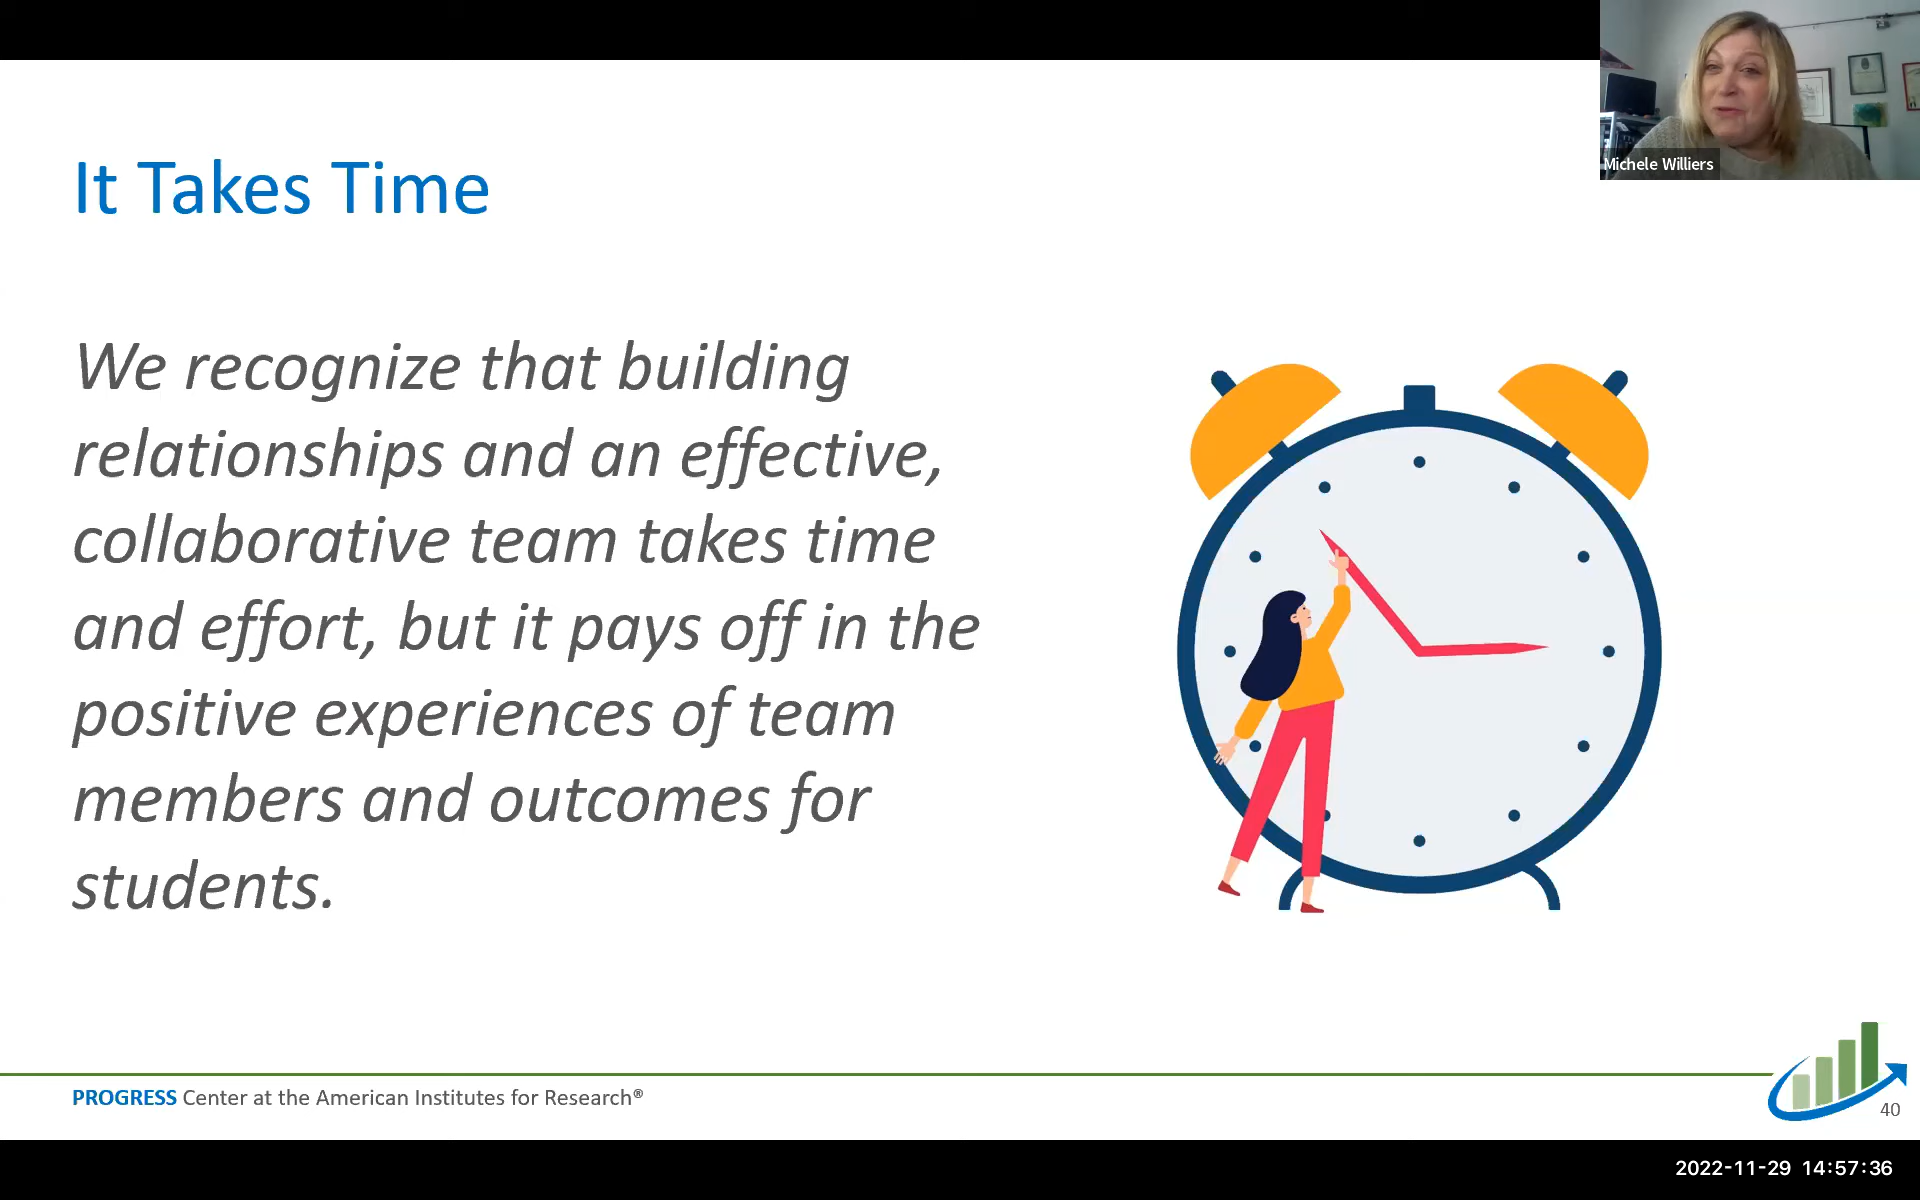 Michele Williers
It Takes Time
We recognize that building
relationships and an effective,
collaborative team takes time
and effort, but it pays off in the
positive experiences of team
members and outcomes for
students.
PROGRESS Center at the American Institutes for Research®
40
2022-11-29 14:57:36